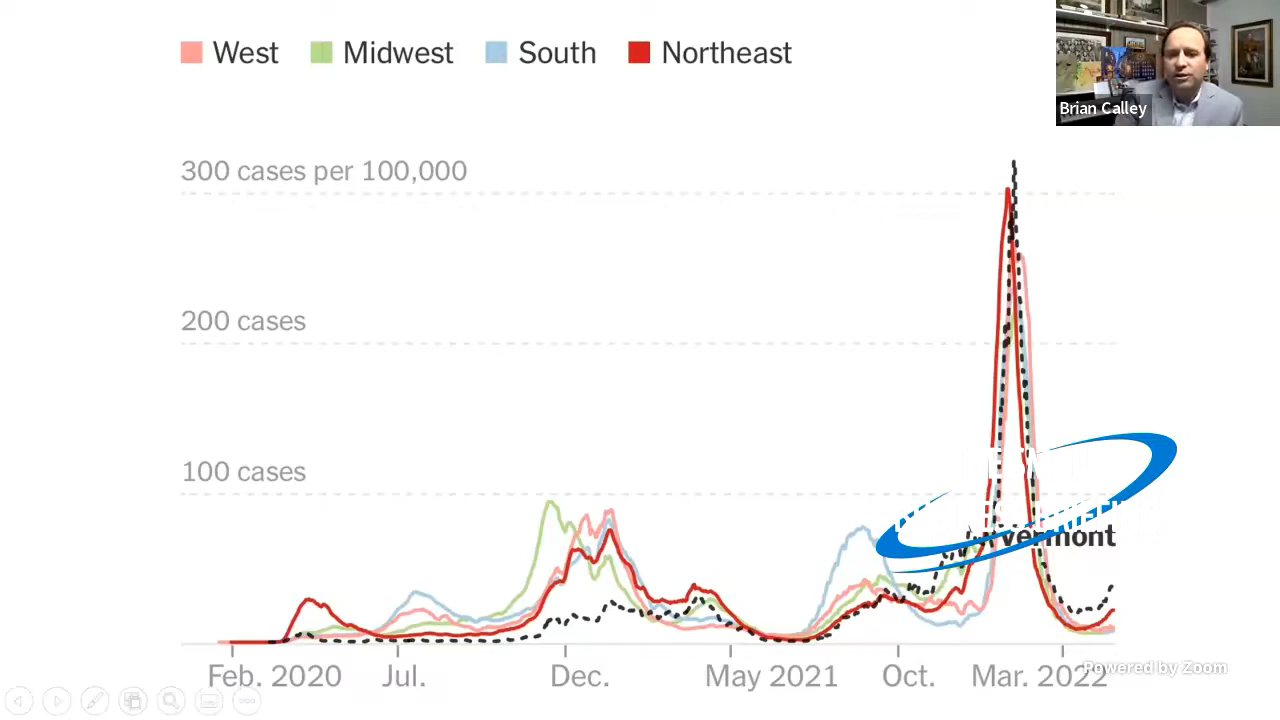 West Midwest South Northeast
Brian Calley
300 cases per 100,000
200 cases
100 cases
Vermont
Feb. 2020 Jul. Dec. May 2021 Oct. Mar. 2022
Powered by Zoom